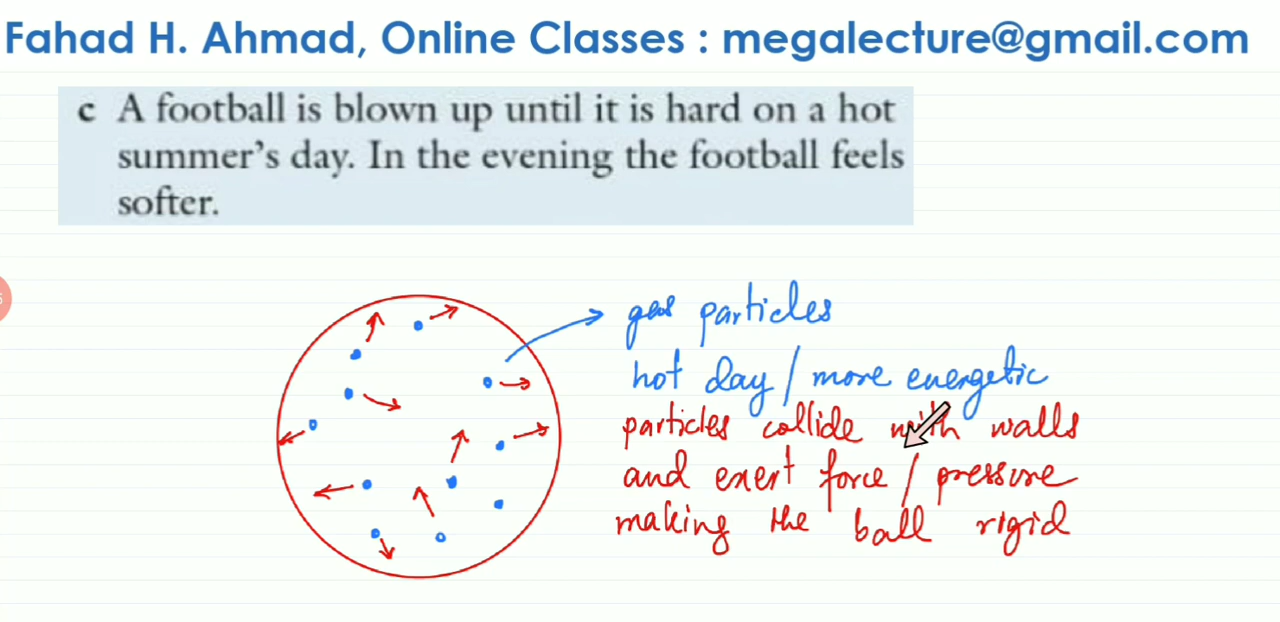 Fahad H. Ahmad, Online Classes : megalecture@gmail.com
c A football is blown up until it is hard on a hot
summer's day. In the evening the football feels
softer.
gas particles
hot day / more energetic
particles collide with walls
and exert force / pressure
making the ball rigid